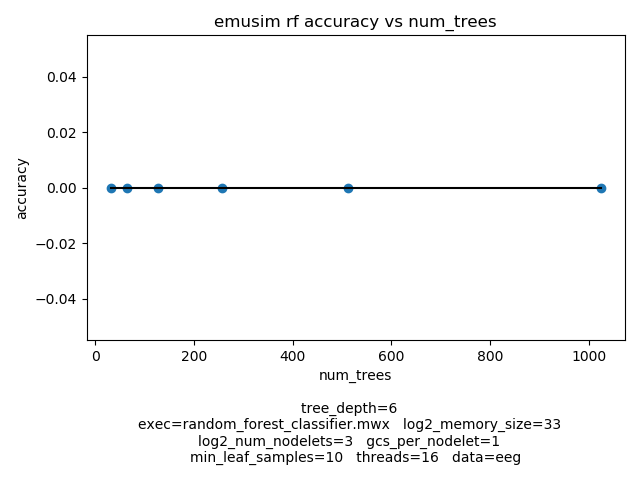 emusim rf accuracy vs num_trees
0.04
0.02
0.00
−0.02
−0.04
accuracy
0 200 400 600 800 1000
num_trees
tree_depth=6
exec=random_forest_classifier.mwx log2_memory_size=33
log2_num_nodelets=3 gcs_per_nodelet=1
min_leaf_samples=10 threads=16 data=eeg